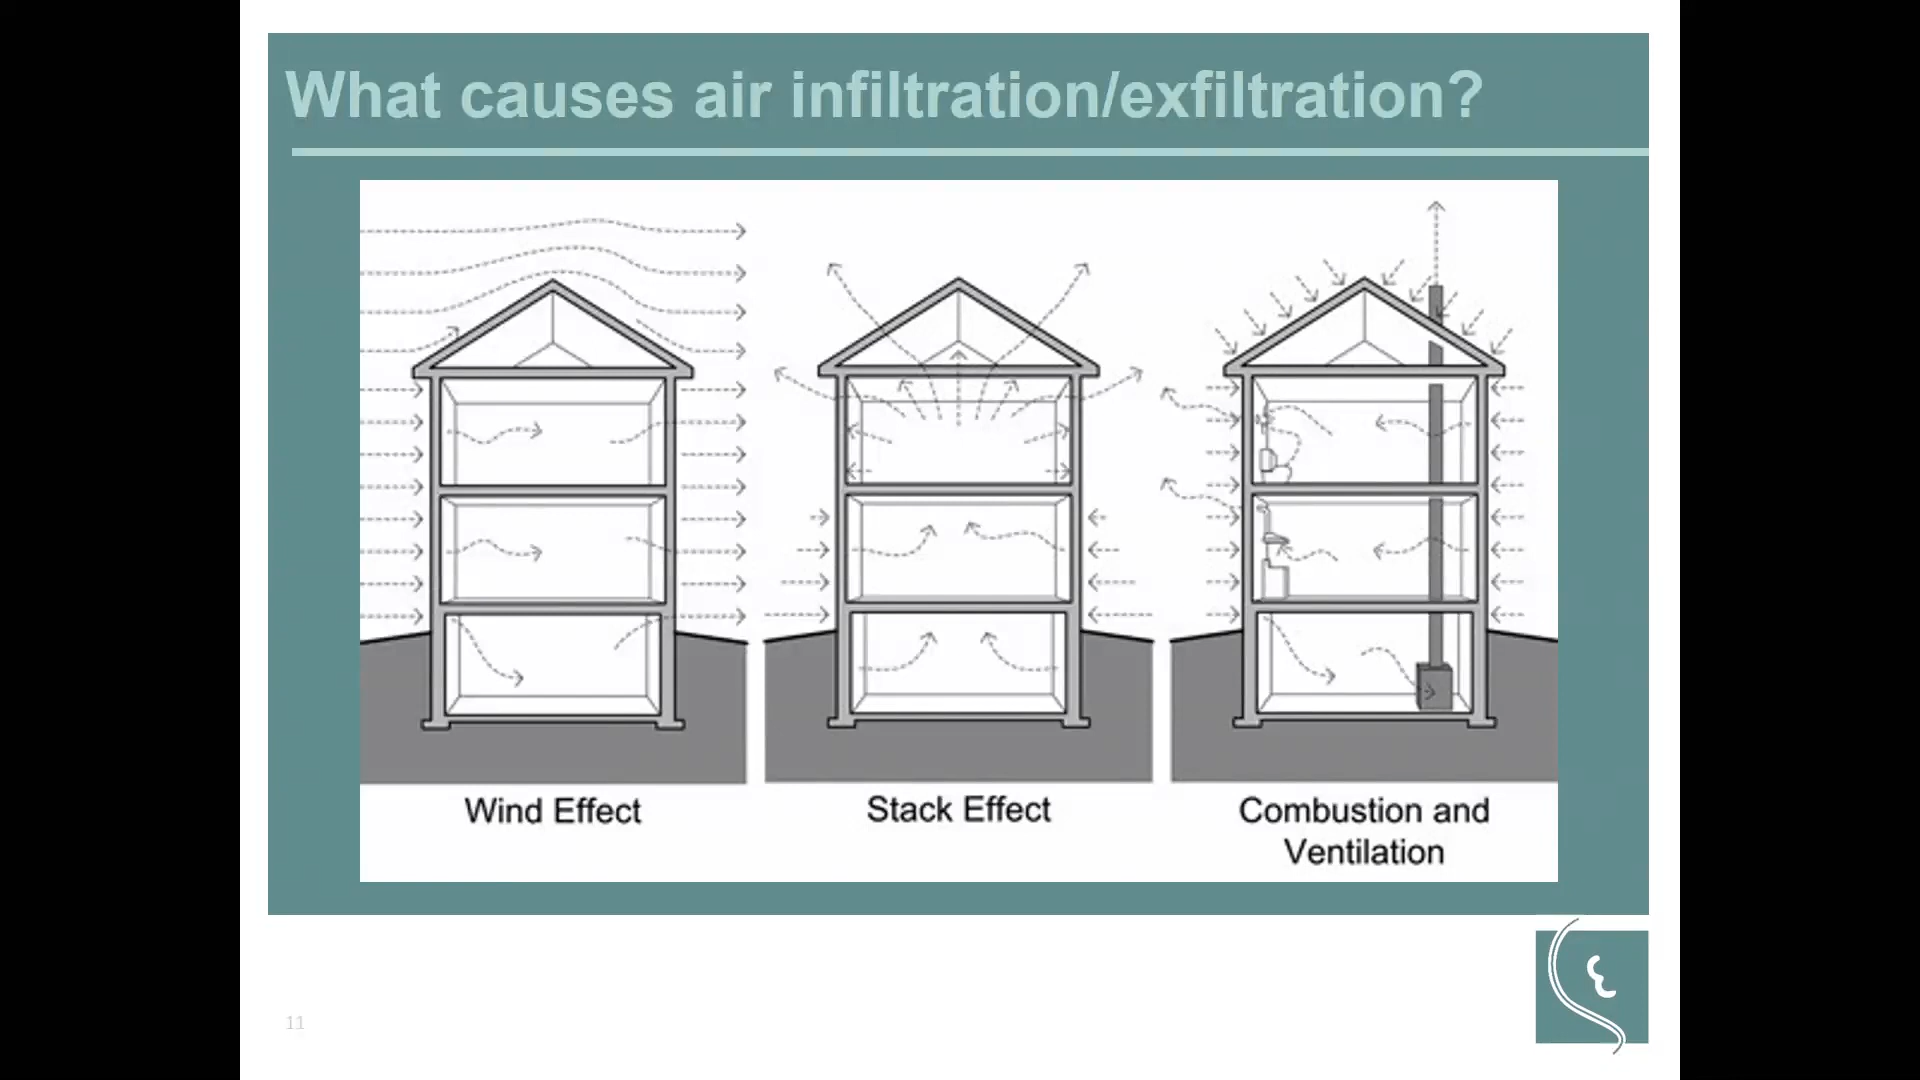 What causes air infiltration/exfiltration?
Wind Effect
Stack Effect
Combustion and
Ventilation
11